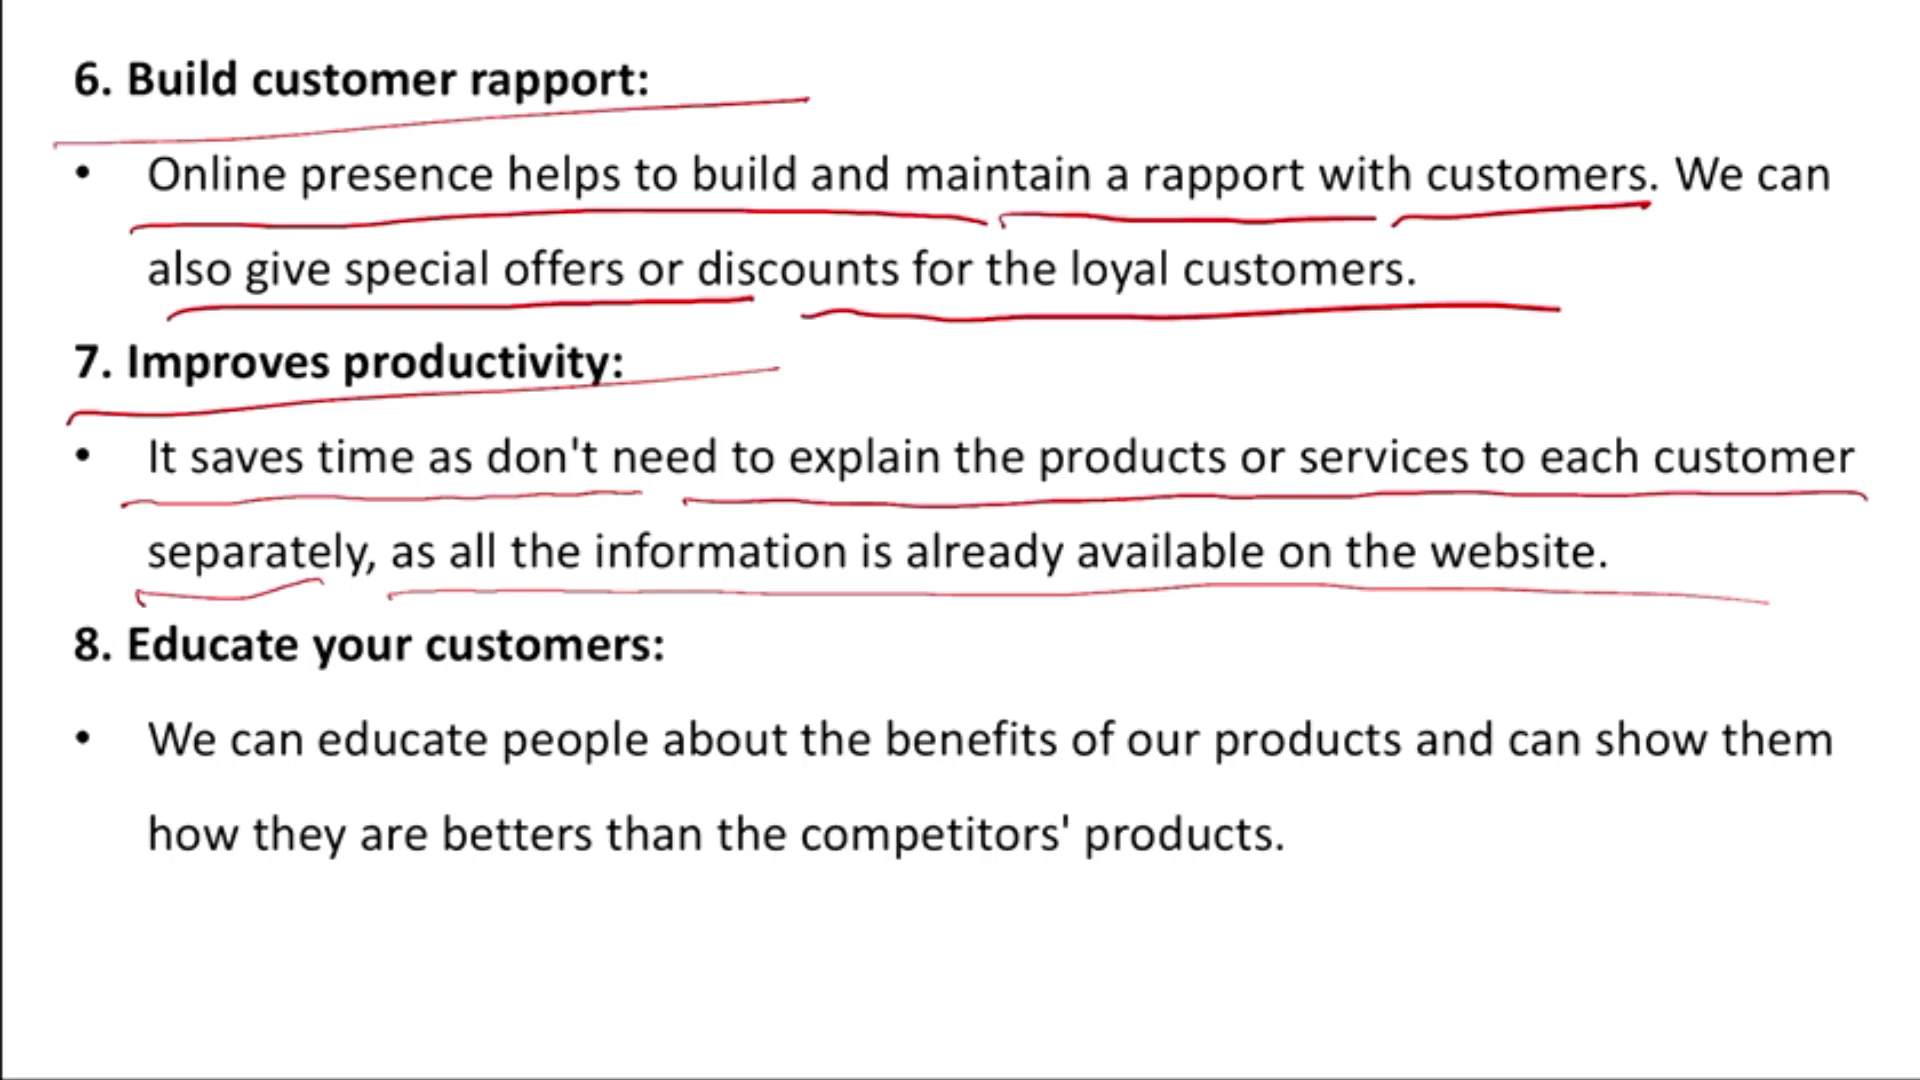 6. Build customer rapport:
• Online presence helps to build and maintain a rapport with customers. We can
also give special offers or discounts for the loyal customers.
7. Improves productivity:
• It saves time as don't need to explain the products or services to each customer
separately, as all the information is already available on the website.
8. Educate your customers:
• We can educate people about the benefits of our products and can show them
how they are betters than the competitors' products.